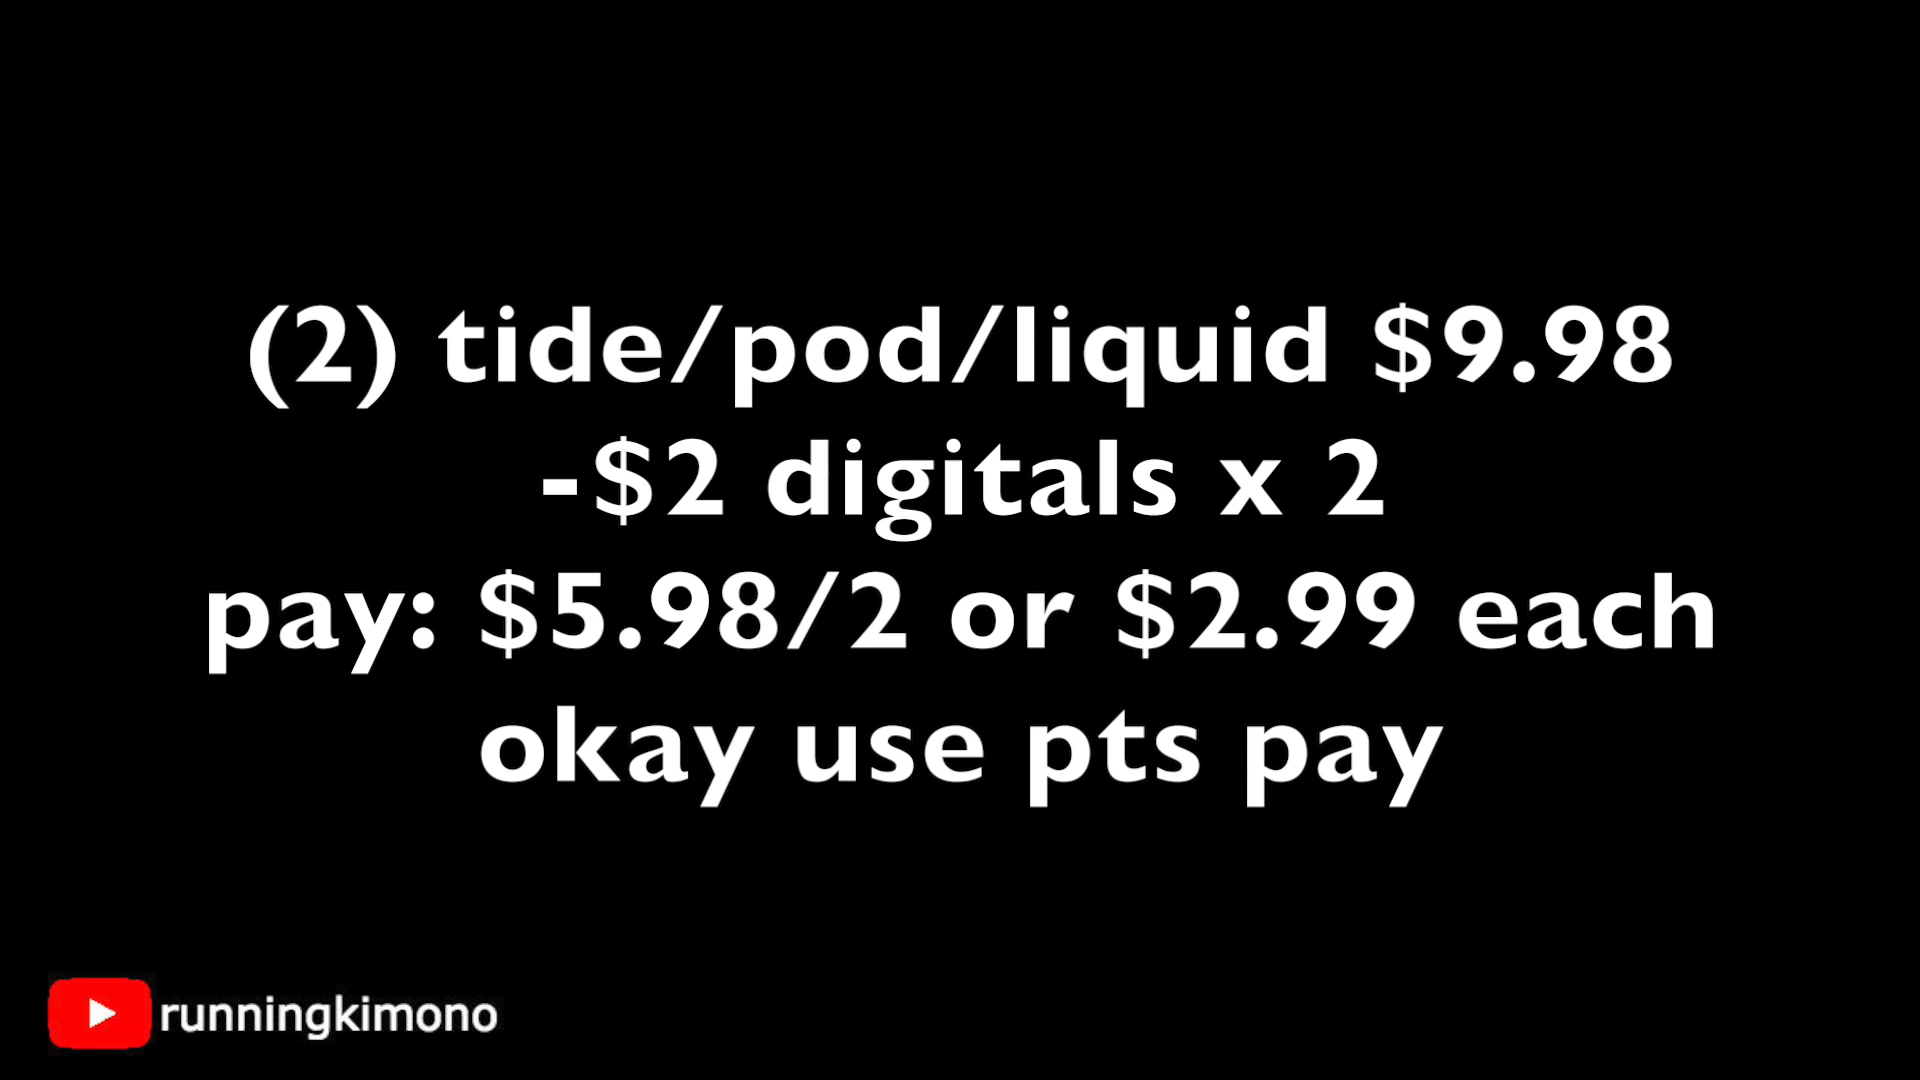 (2) tide/pod/liquid $9.98
-$2 digitals x 2
pay: $5.98/2 or $2.99 each
okay use pts pay
runningkimono